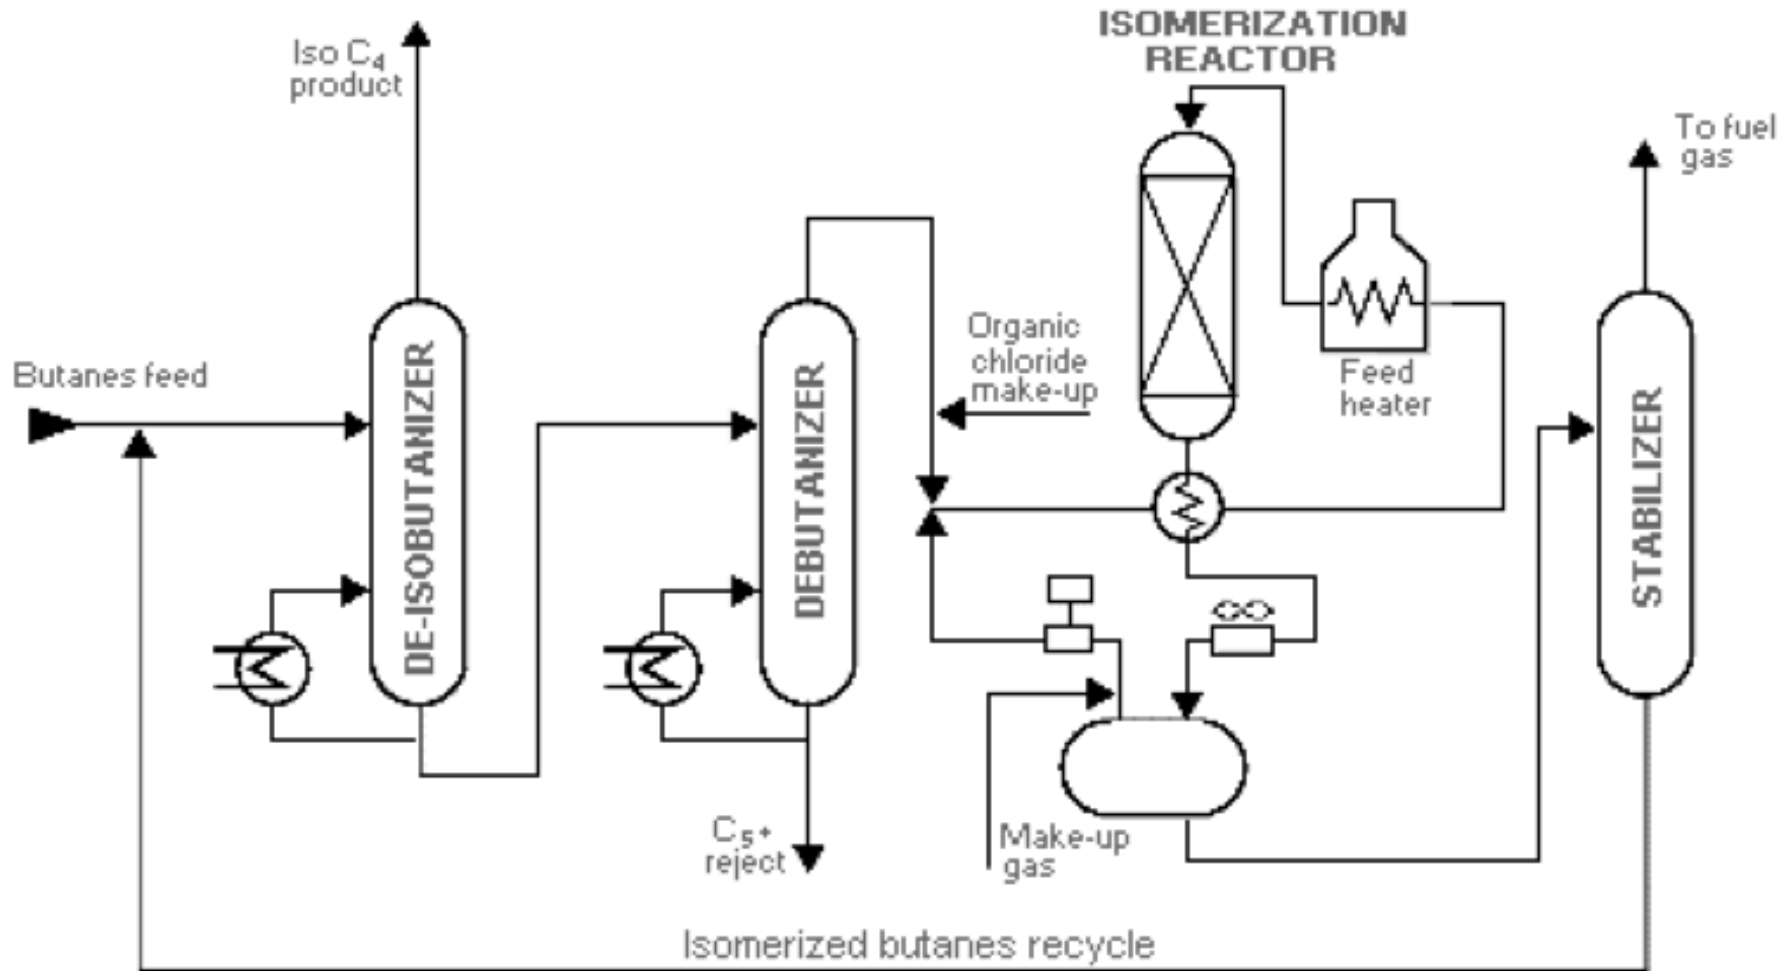 ISOMERIZATION
REACTOR
Iso C₄
product
To fuel
gas
Organic
chloride
make-up
Butanes feed
Feed
heater
DE-ISOBUTANIZER
DEBUTANIZER
STABILIZER
C₅⁺
reject
Make-up
gas
Isomerized butanes recycle